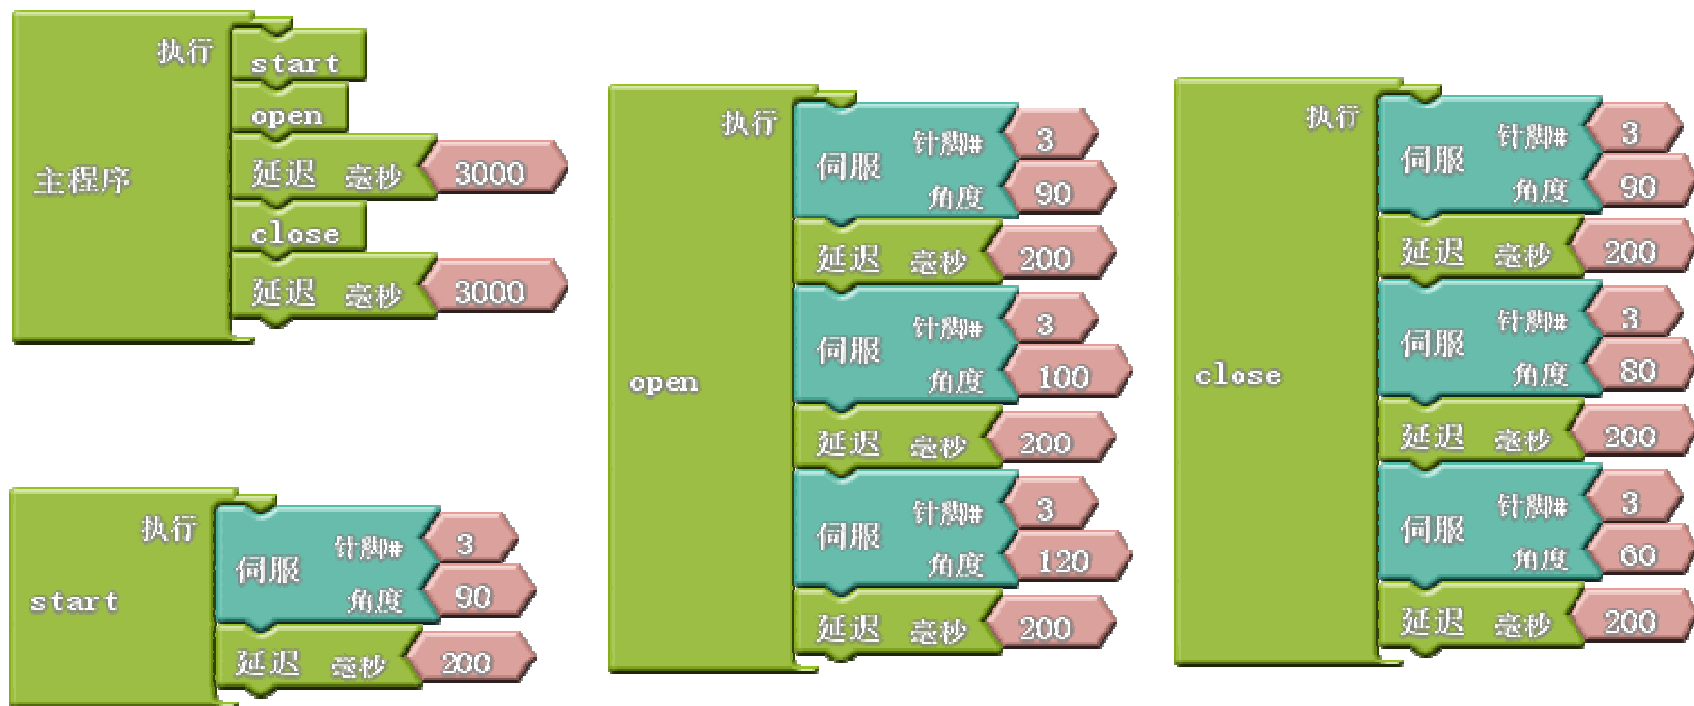 主程序
执行
start
open
延迟 毫秒 3000
close
延迟 毫秒 3000
start
执行
伺服
针脚# 3
角度 90
延迟 毫秒 200
open
执行
伺服
针脚# 3
角度 90
延迟 毫秒 200
伺服
针脚# 3
角度 100
延迟 毫秒 200
伺服
针脚# 3
角度 120
延迟 毫秒 200
close
执行
伺服
针脚# 3
角度 90
延迟 毫秒 200
伺服
针脚# 3
角度 80
延迟 毫秒 200
伺服
针脚# 3
角度 60
延迟 毫秒 200